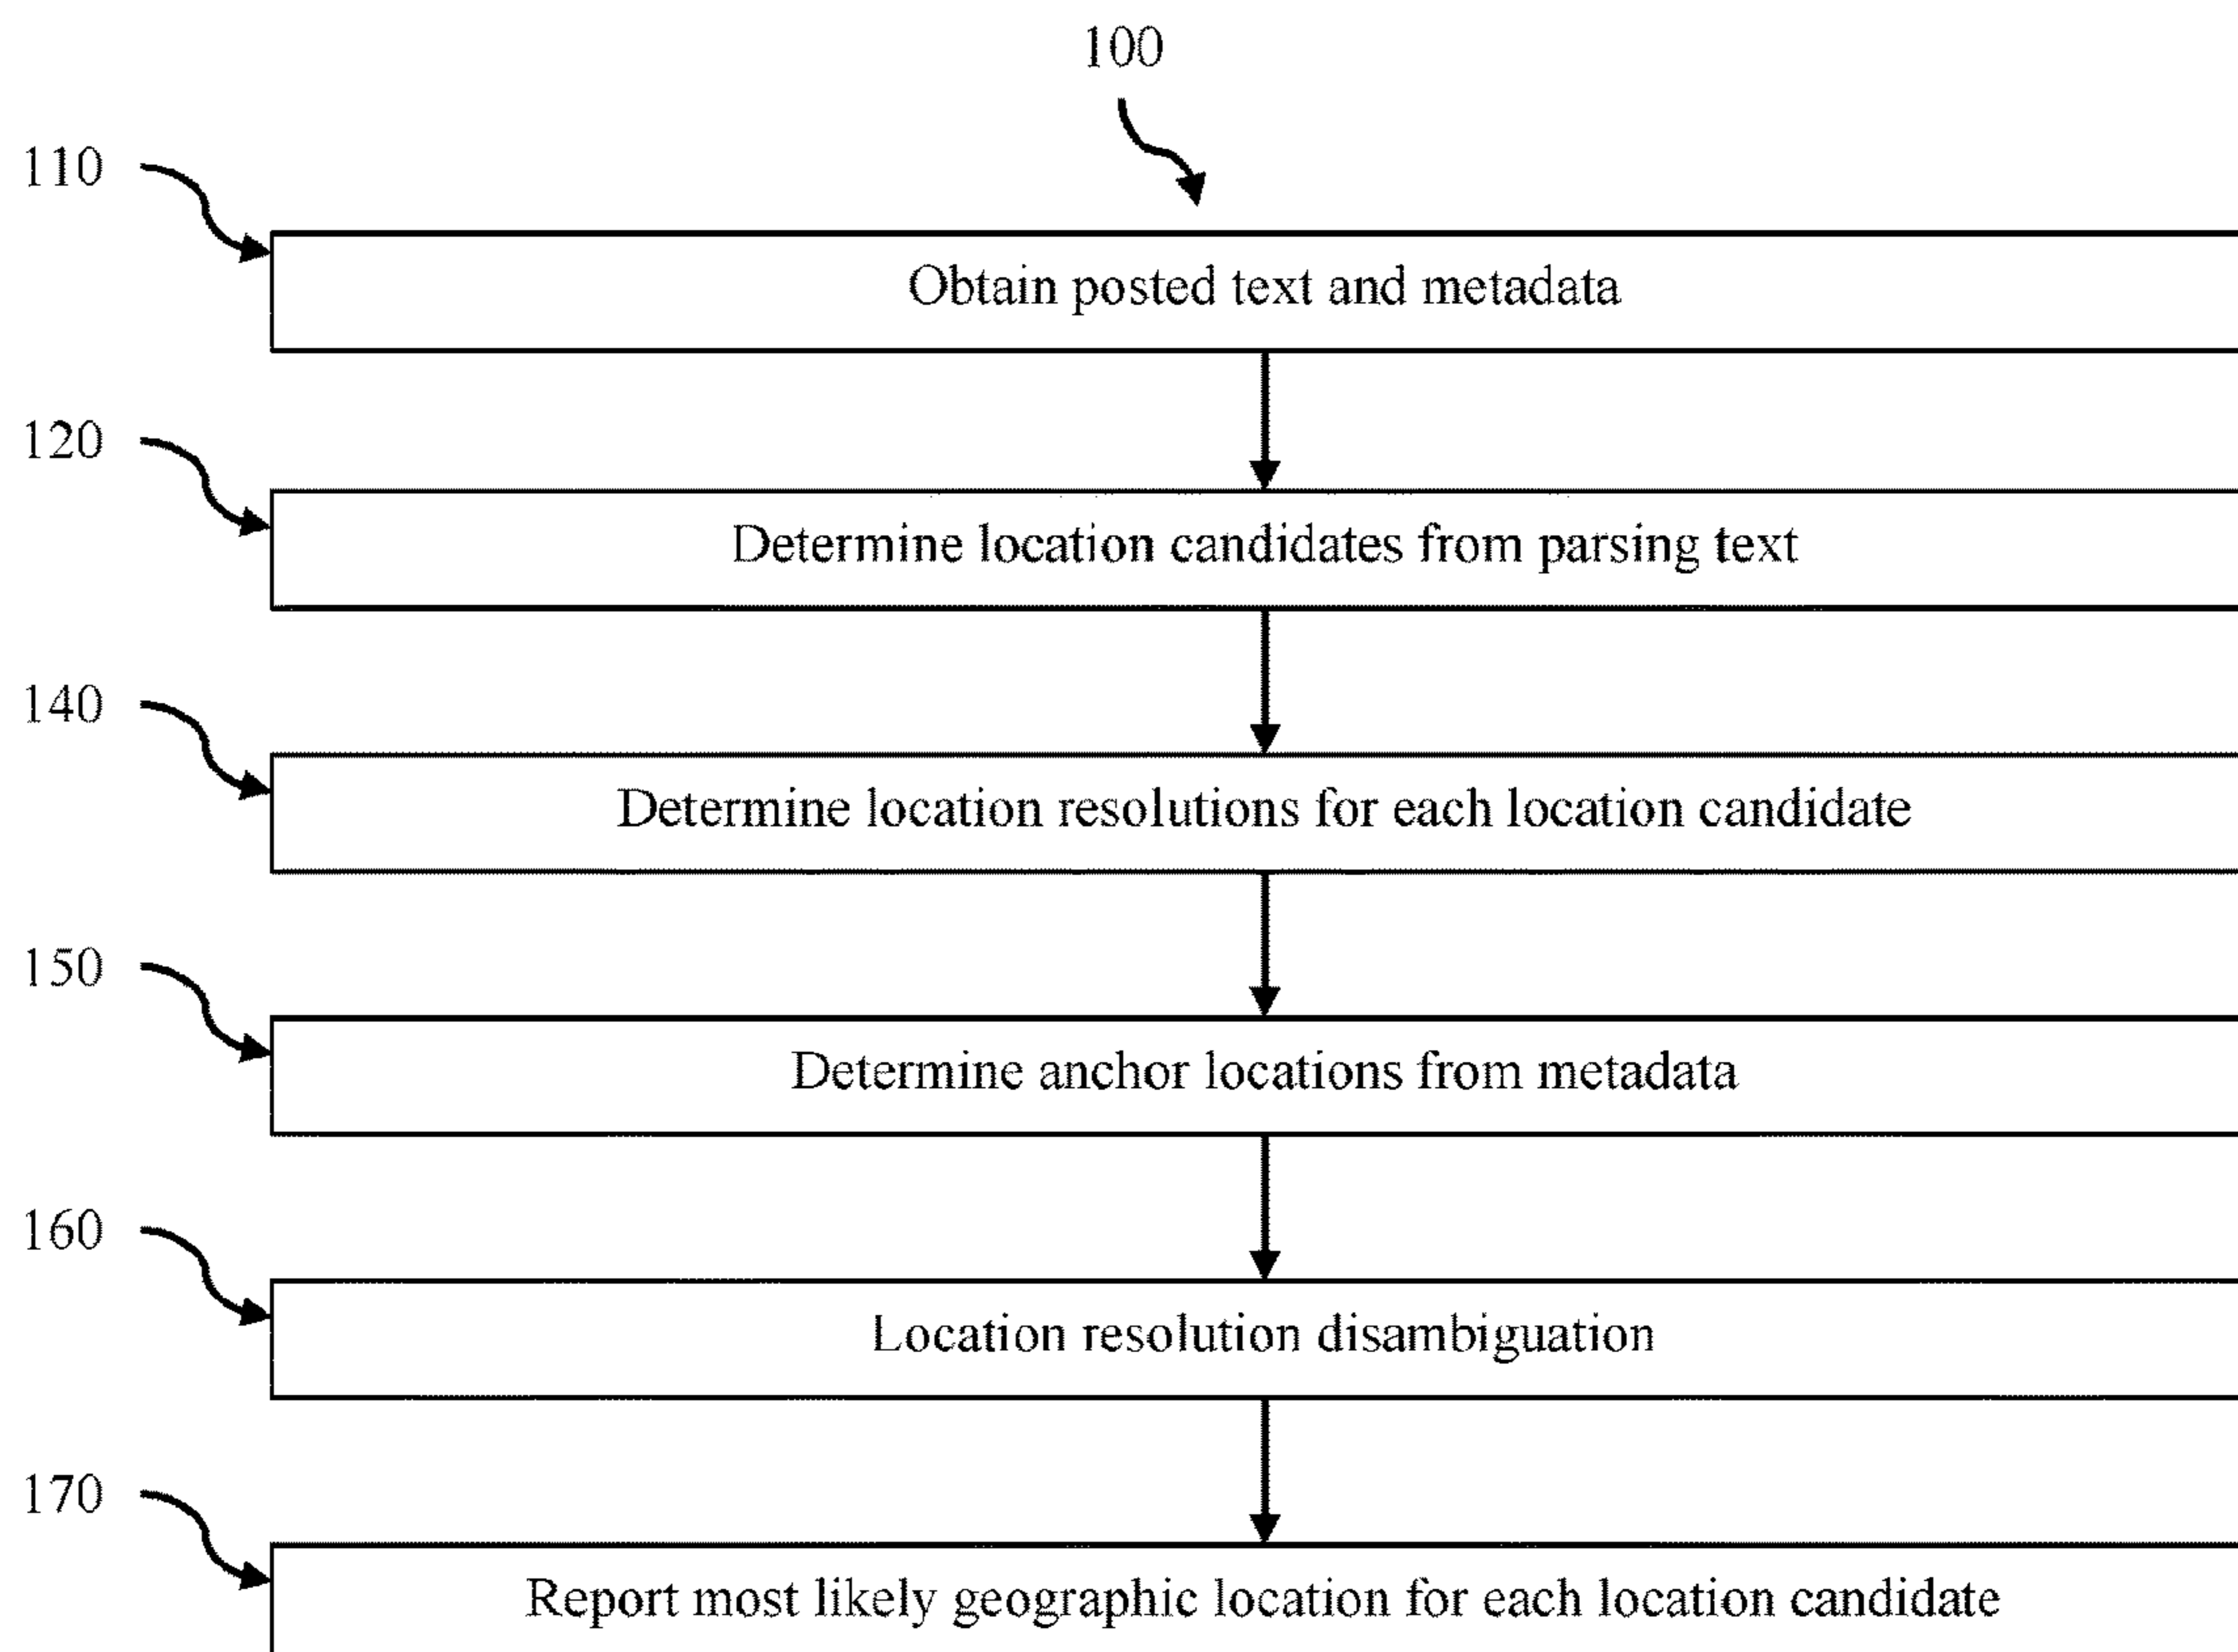 100
110
Obtain posted text and metadata
120
Determine location candidates from parsing text
140
Determine location resolutions for each location candidate
150
Determine anchor locations from metadata
160
Location resolution disambiguation
170
Report most likely geographic location for each location candidate